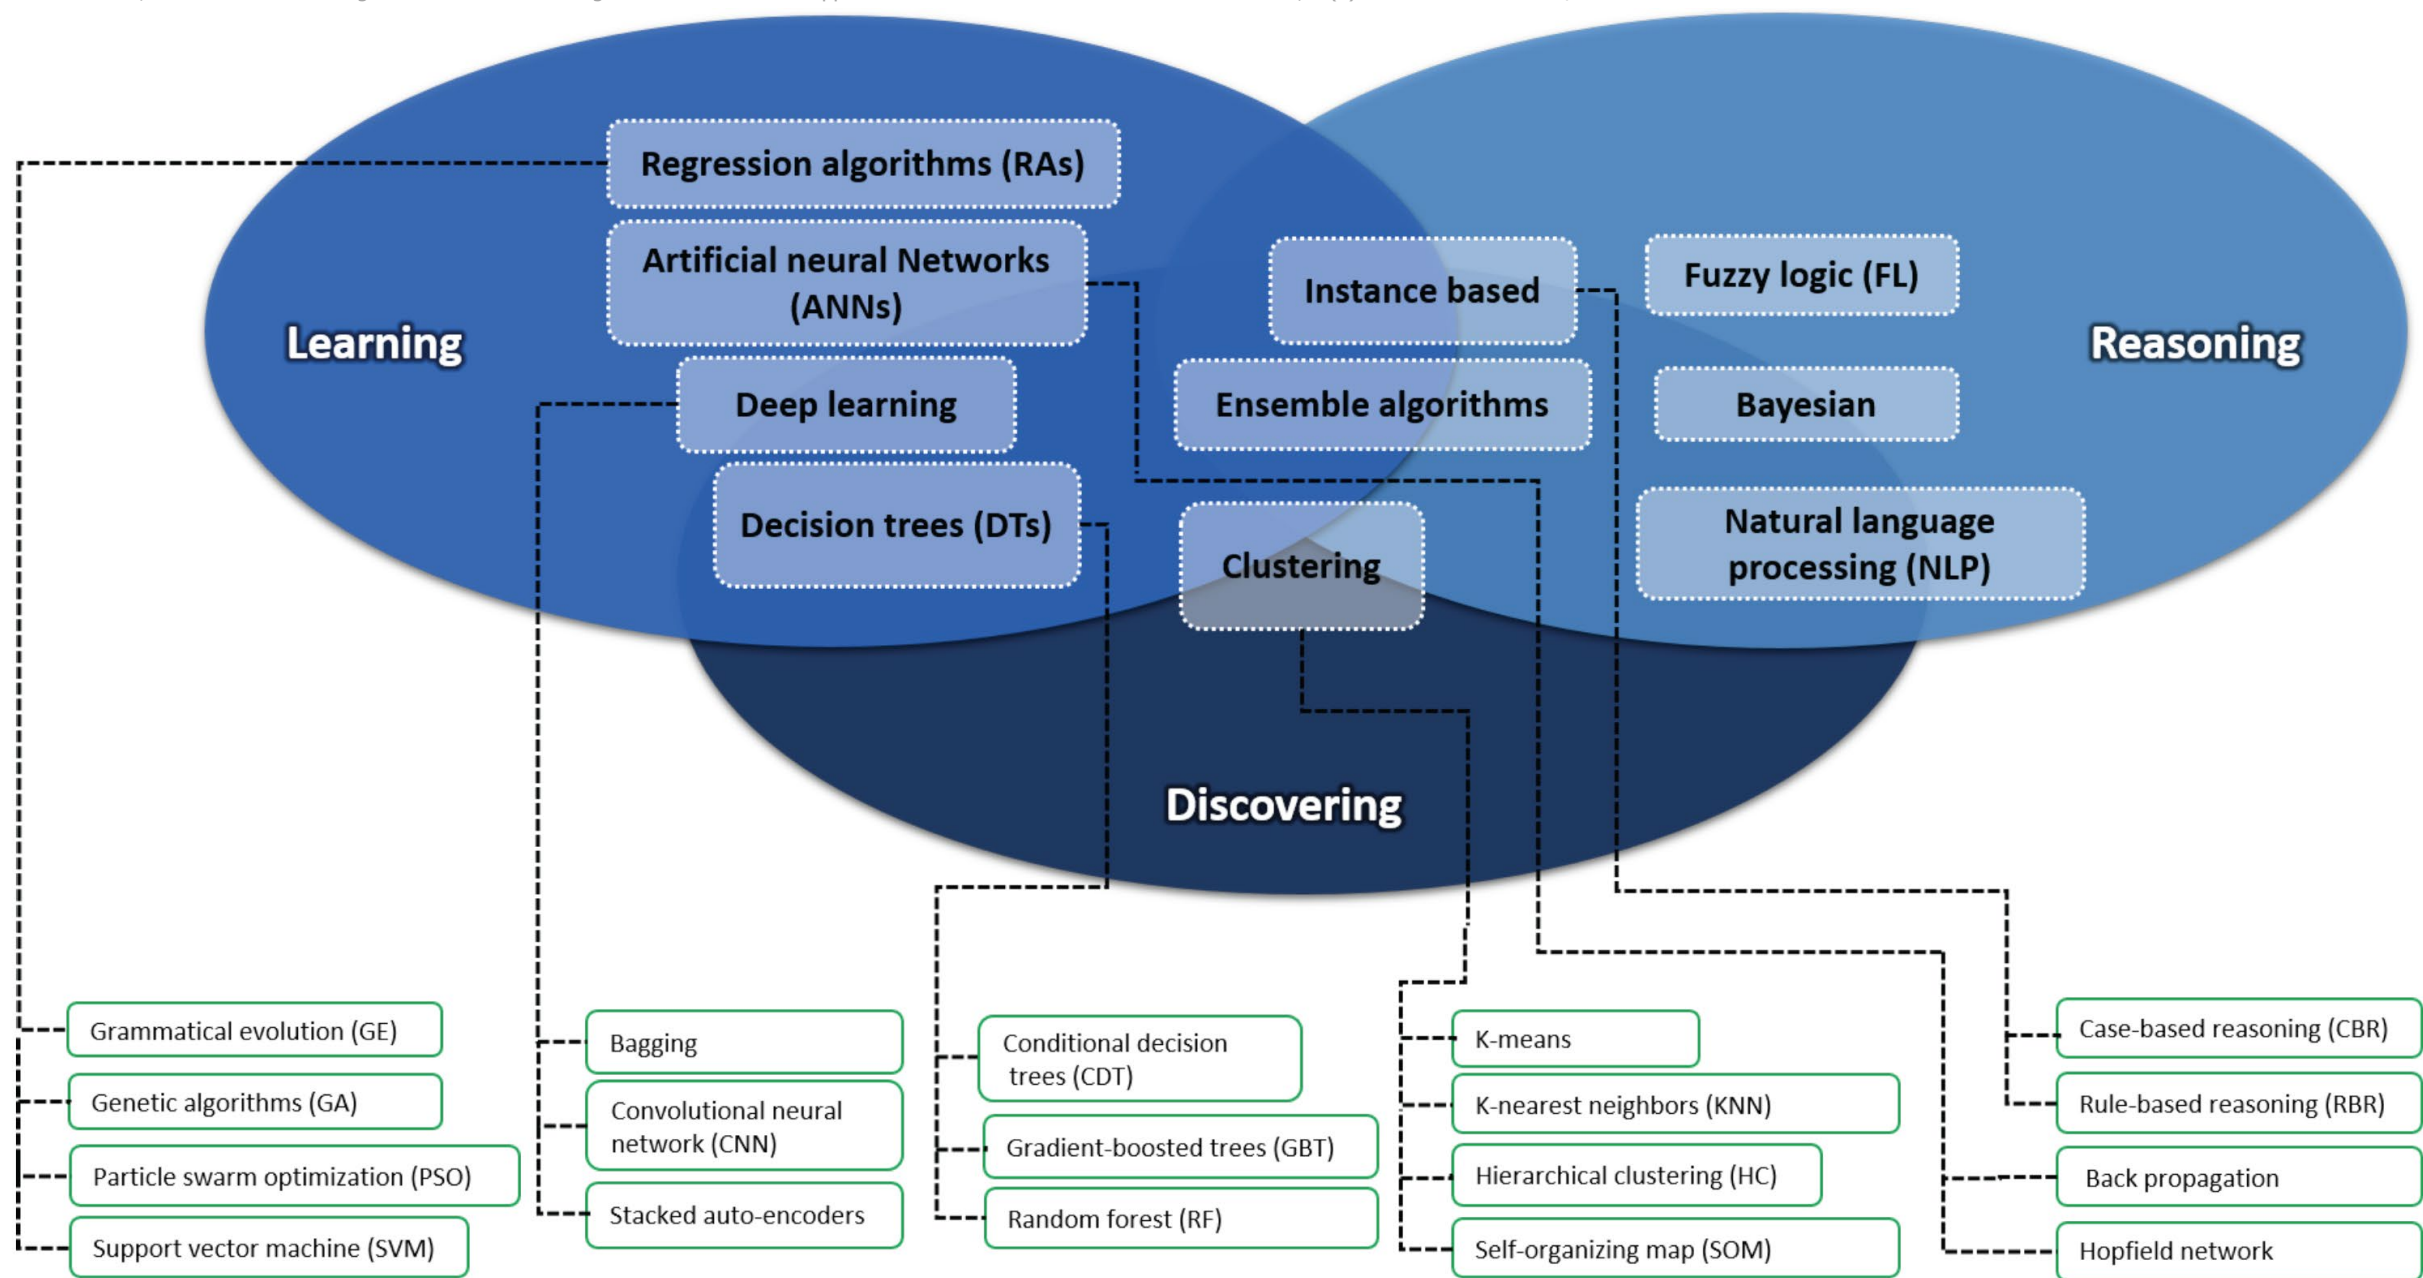 Regression algorithms (RAs)
Artificial neural Networks
(ANNs)
Instance based
Fuzzy logic (FL)
Learning
Reasoning
Deep learning
Ensemble algorithms
Bayesian
Decision trees (DTs)
Clustering
Natural language
processing (NLP)
Discovering
Grammatical evolution (GE)
Genetic algorithms (GA)
Particle swarm optimization (PSO)
Support vector machine (SVM)
Bagging
Convolutional neural
network (CNN)
Stacked auto-encoders
Conditional decision
trees (CDT)
Gradient-boosted trees (GBT)
Random forest (RF)
K-means
K-nearest neighbors (KNN)
Hierarchical clustering (HC)
Self-organizing map (SOM)
Case-based reasoning (CBR)
Rule-based reasoning (RBR)
Back propagation
Hopfield network